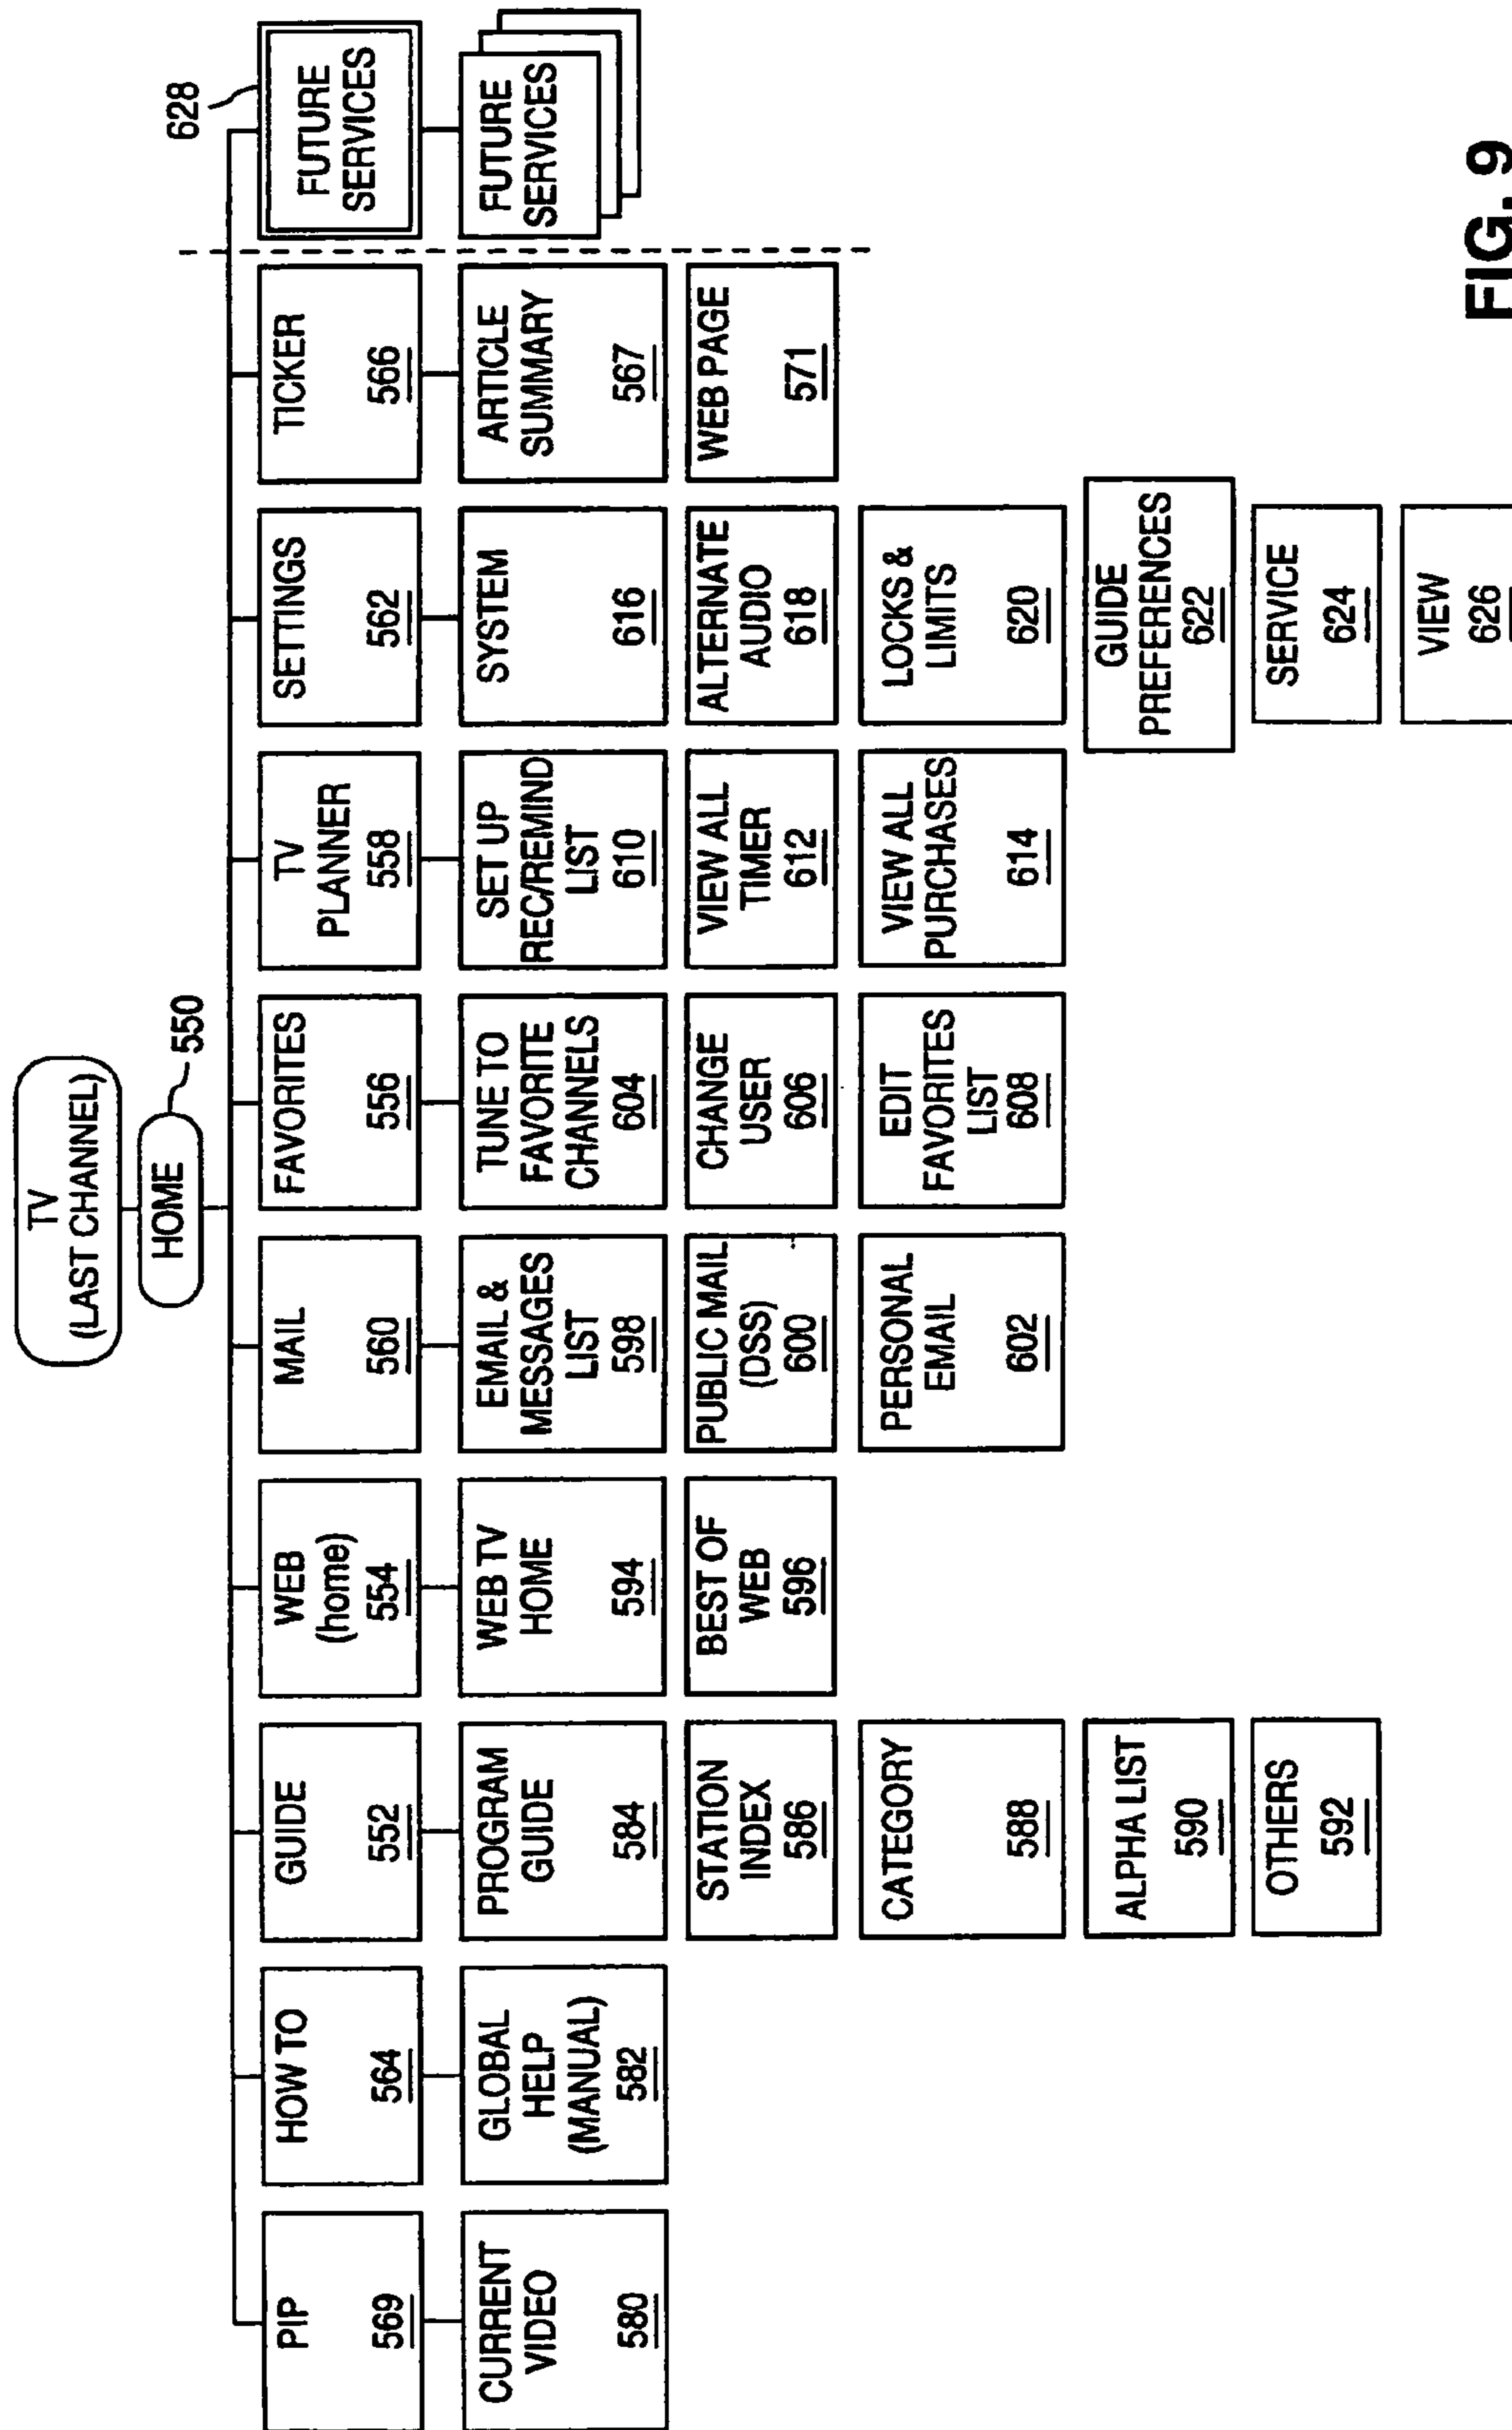 TV
(LAST CHANNEL)
HOME
550
PIP
569
CURRENT
VIDEO
580
HOW TO
564
GLOBAL
HELP
(MANUAL)
582
GUIDE
552
PROGRAM
GUIDE
584
STATION
INDEX
586
CATEGORY
588
ALPHA LIST
590
OTHERS
592
WEB
(home)
554
WEB TV
HOME
594
BEST OF
WEB
596
MAIL
560
EMAIL &
MESSAGES
LIST
598
PUBLIC MAIL
(DSS)
600
PERSONAL
EMAIL
602
FAVORITES
556
TUNE TO
FAVORITE
CHANNELS
604
CHANGE
USER
606
EDIT
FAVORITES
LIST
608
TV
PLANNER
558
SET UP
REC/REMIND
LIST
610
VIEW ALL
TIMER
612
VIEW ALL
PURCHASES
614
SETTINGS
562
SYSTEM
616
ALTERNATE
AUDIO
618
LOCKS &
LIMITS
620
GUIDE
PREFERENCES
622
SERVICE
624
VIEW
626
TICKER
566
ARTICLE
SUMMARY
567
WEB PAGE
571
628
FUTURE
SERVICES
FUTURE
SERVICES
FIG. 9